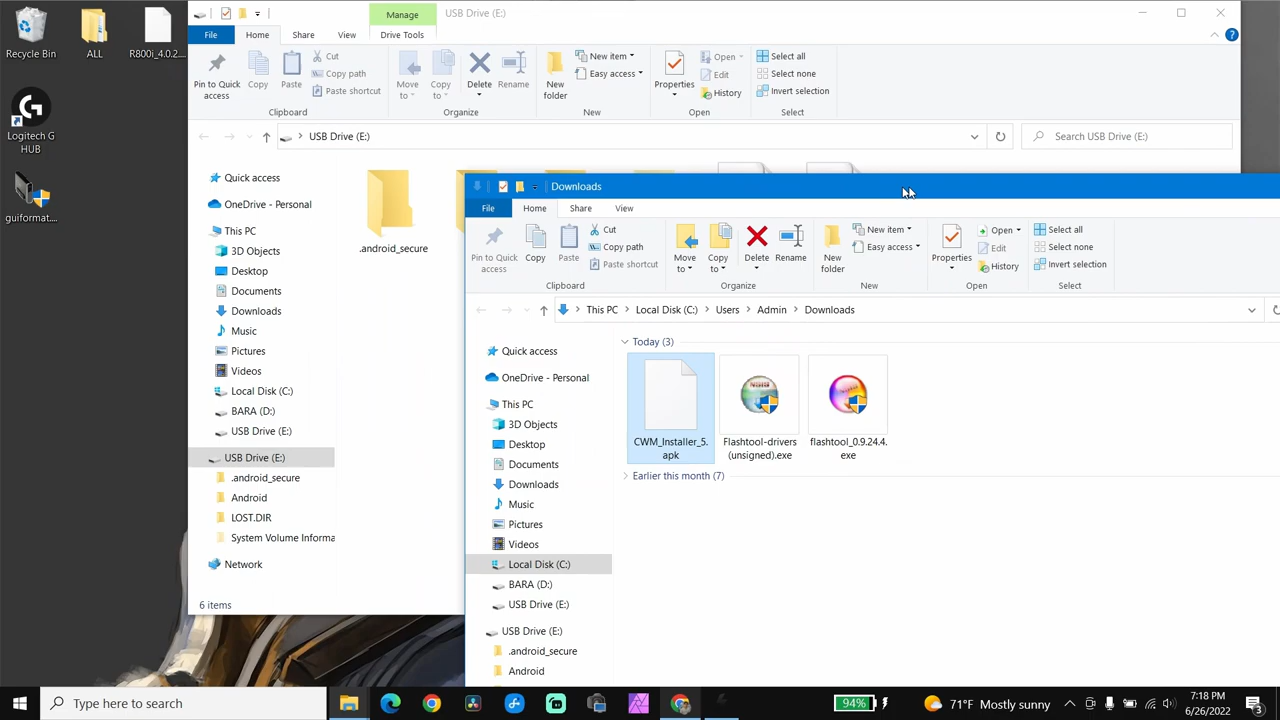 Recycle Bin
ALL
R800i_4.0.2...
Logitech G
HUB
guiformat....
Manage
USB Drive (E:)
File
Home
Share
View
Drive Tools
Pin to Quick
access
Copy
Paste
Cut
Copy path
Paste shortcut
Clipboard
Move
to
Copy
to
Delete
Rename
Organize
New
folder
New item
Easy access
New
Properties
Open
Edit
History
Open
Select all
Select none
Invert selection
Select
USB Drive (E:)
Search USB Drive (E:)
Quick access
OneDrive - Personal
This PC
3D Objects
Desktop
Documents
Downloads
Music
Pictures
Videos
Local Disk (C:)
BARA (D:)
USB Drive (E:)
USB Drive (E:)
.android_secure
Android
LOST.DIR
System Volume Informa
Network
6 items
.android_secure
Downloads
File
Home
Share
View
Pin to Quick
access
Copy
Paste
Cut
Copy path
Paste shortcut
Clipboard
Move
to
Copy
to
Delete
Rename
Organize
New
folder
New item
Easy access
New
Properties
Open
Edit
History
Open
Select all
Select none
Invert selection
Select
This PC
Local Disk (C:)
Users
Admin
Downloads
Quick access
OneDrive - Personal
This PC
3D Objects
Desktop
Documents
Downloads
Music
Pictures
Videos
Local Disk (C:)
BARA (D:)
USB Drive (E:)
USB Drive (E:)
.android_secure
Android
Today (3)
CWM_Installer_5.
apk
Flashtool-drivers
(unsigned).exe
flashtool_0.9.24.4.
exe
Earlier this month (7)
Type here to search
94%
71°F Mostly sunny
7:18 PM
6/26/2022
3